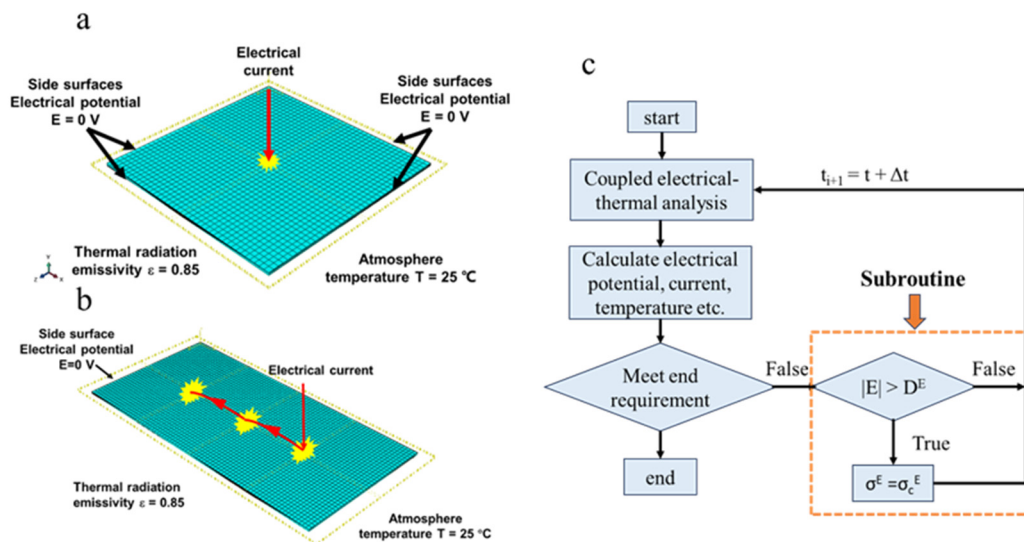 a
Electrical
current
Side surfaces
Electrical potential
E = 0 V
Side surfaces
Electrical potential
E = 0 V
Thermal radiation
emissivity ε = 0.85
Atmosphere
temperature T = 25 ℃
Y
Z
X
b
Side surface
Electrical potential
E=0 V
Electrical current
Thermal radiation
emissivity ε = 0.85
Atmosphere
temperature T = 25 °C
c
start
Coupled electrical-
thermal analysis
tᵢ₊₁ = t + Δt
Calculate electrical
potential, current,
temperature etc.
Subroutine
Meet end
requirement
False
|E| > Dᴱ
False
True
end
σᴱ =σ꜀ᴱ